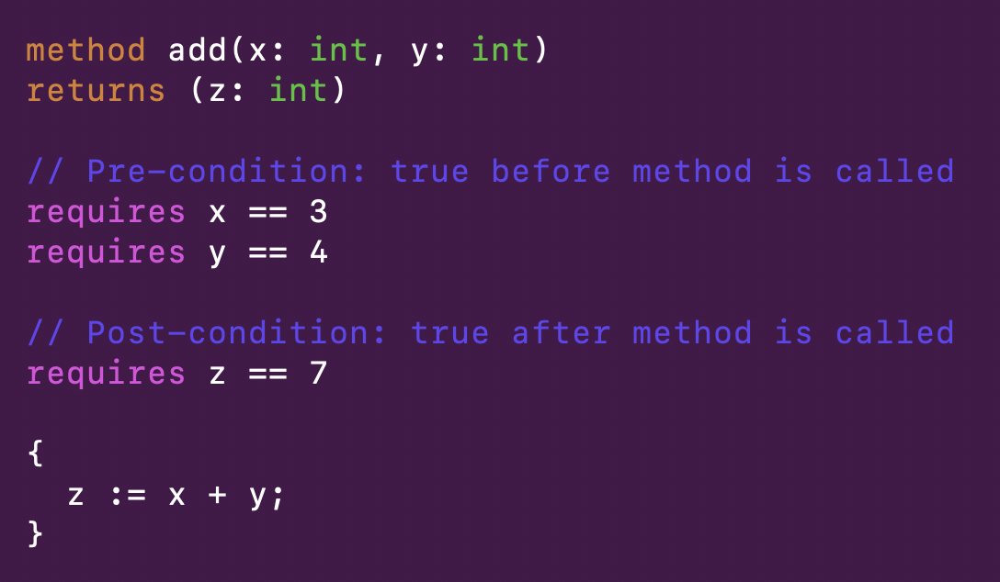 method add(x: int, y: int)
returns (z: int)
// Pre-condition: true before method is called
requires x == 3
requires y == 4
// Post-condition: true after method is called
requires z == 7
{
  z := x + y;
}